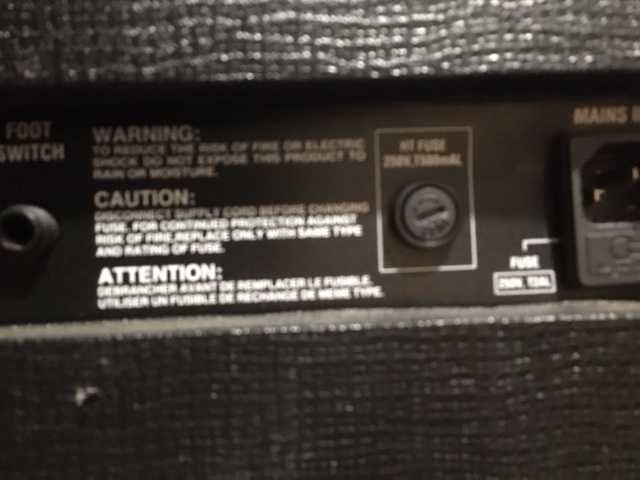 FOOT
SWITCH
WARNING:
TO REDUCE THE RISK OF FIRE OR ELECTRIC
SHOCK DO NOT EXPOSE THIS PRODUCT TO
RAIN OR MOISTURE.
CAUTION:
DISCONNECT SUPPLY CORD BEFORE CHANGING
FUSE. FOR CONTINUED PROTECTION AGAINST
RISK OF FIRE,REPLACE ONLY WITH SAME TYPE
AND RATING OF FUSE.
ATTENTION:
DEBRANCHER AVANT DE REMPLACER LE FUSIBLE.
UTILISER UN FUSIBLE DE RECHANGE DE MEME TYPE.
HT FUSE
250V,T500mAL
MAINS
FUSE
250V,